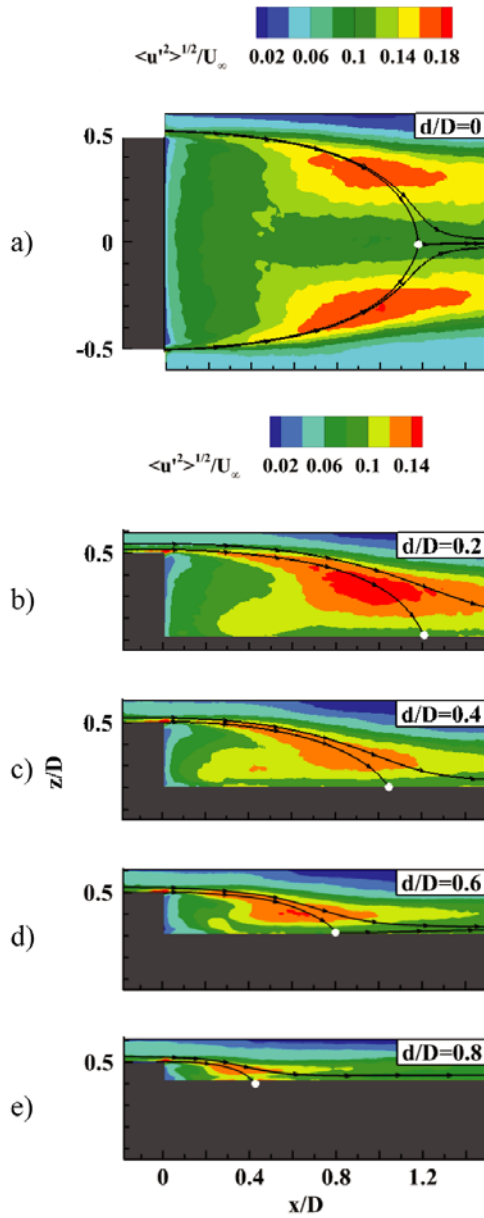 <u'²>¹/²/U∞ 0.02 0.06 0.1 0.14 0.18
d/D=0
0.5
a) 0
-0.5
<u'²>¹/²/U∞ 0.02 0.06 0.1 0.14
d/D=0.2
0.5
b)
d/D=0.4
0.5
c)
z/D
d/D=0.6
0.5
d)
d/D=0.8
0.5
e)
0 0.4 0.8 1.2
x/D